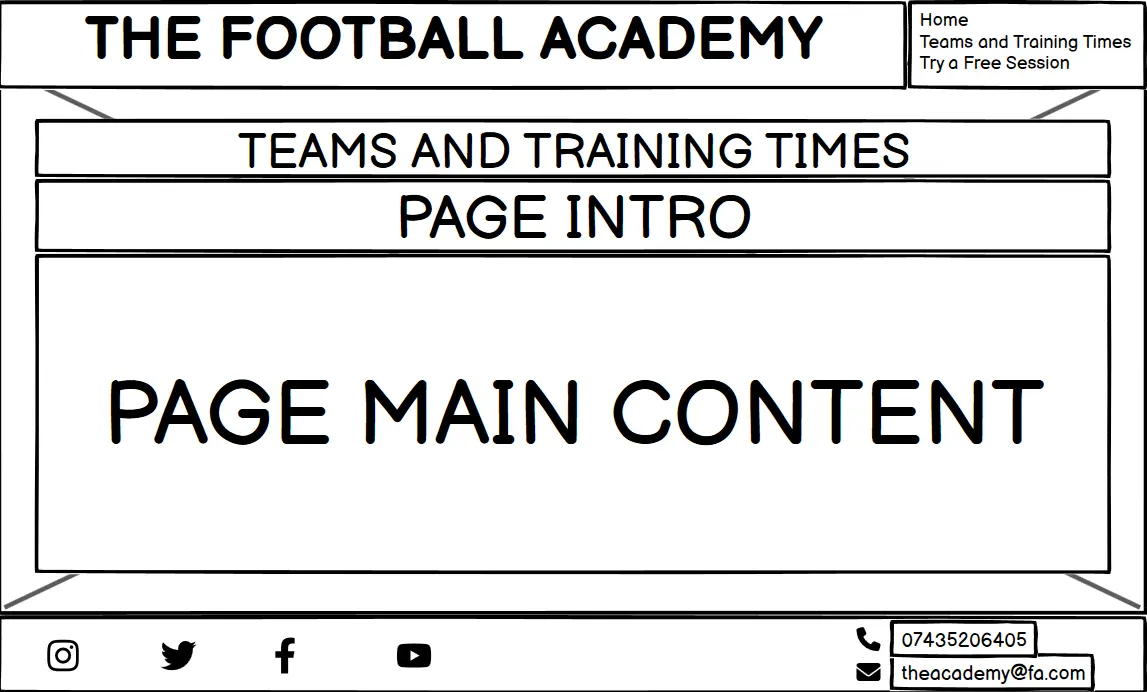 THE FOOTBALL ACADEMY
Home
Teams and Training Times
Try a Free Session
TEAMS AND TRAINING TIMES
PAGE INTRO
PAGE MAIN CONTENT
07435206405
theacademy@fa.com